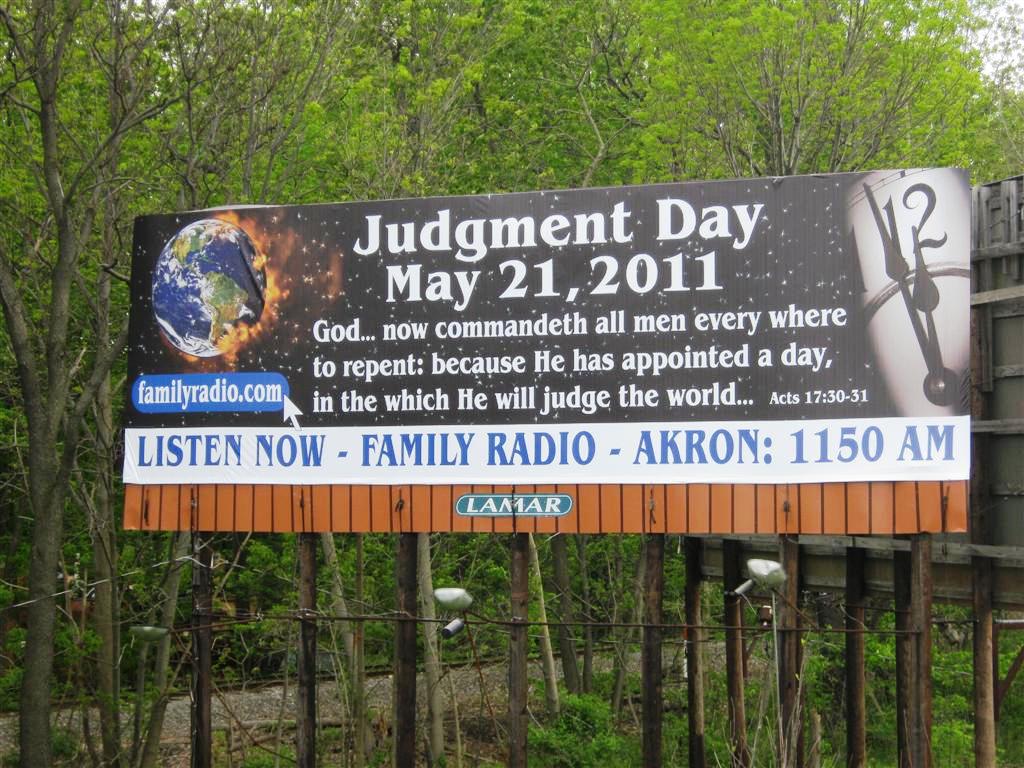 Judgment Day
May 21, 2011
God... now commandeth all men every where
to repent: because He has appointed a day,
in the which He will judge the world... Acts 17:30-31
familyradio.com
12
LISTEN NOW - FAMILY RADIO - AKRON: 1150 AM
LAMAR